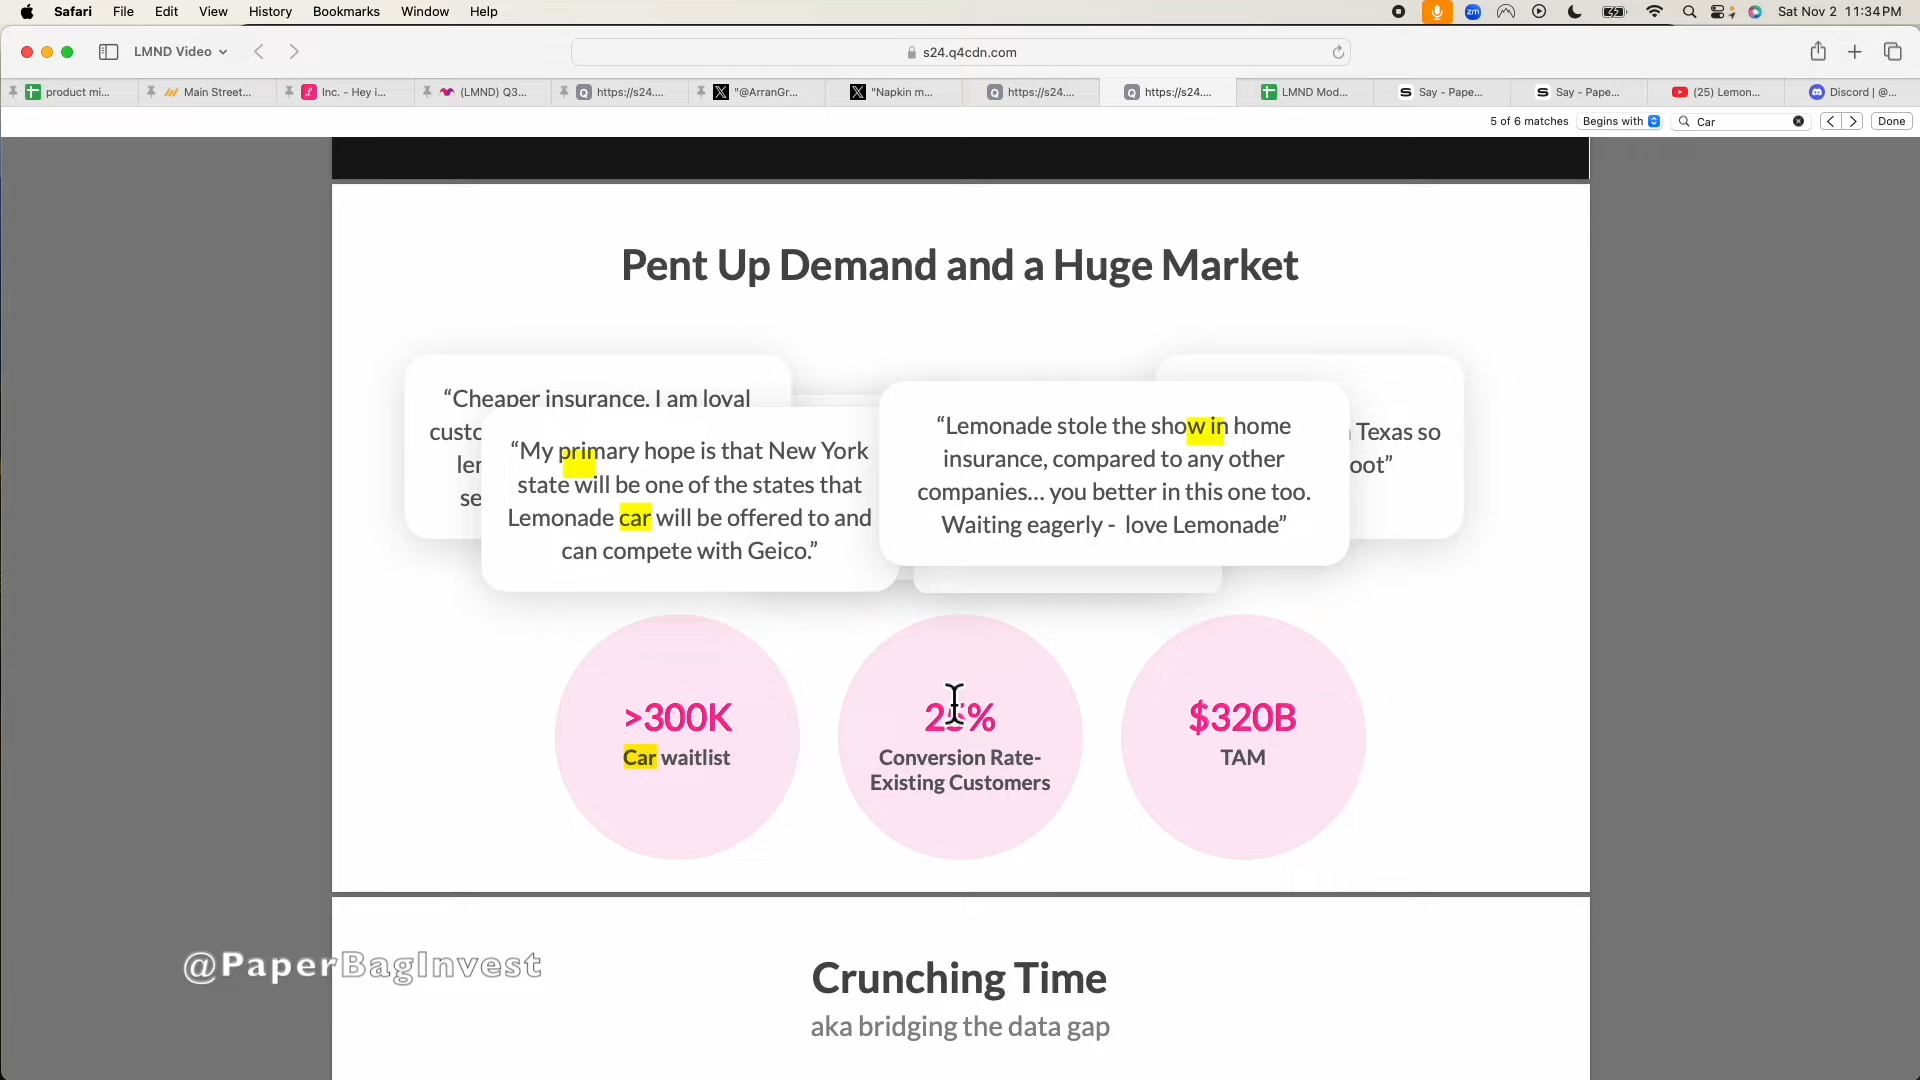 Safari File Edit View History Bookmarks Window Help
zm
Sat Nov 2 11:34 PM
LMND Video
s24.q4cdn.com
product mi...
Main Street...
Inc. - Hey i...
(LMND) Q3...
https://s24....
"@ArranGr...
"Napkin m...
https://s24....
https://s24....
LMND Mod...
Say - Pape...
Say - Pape...
(25) Lemon...
Discord | @...
5 of 6 matches
Begins with
Car
Done
Pent Up Demand and a Huge Market
“Cheaper insurance. I am loyal
“My primary hope is that New York
state will be one of the states that
Lemonade car will be offered to and
can compete with Geico.”
“Lemonade stole the show in home
insurance, compared to any other
companies... you better in this one too.
Waiting eagerly - love Lemonade”
Texas so
>300K
Car waitlist
Conversion Rate-
Existing Customers
$320B
TAM
@PaperBagInvest
Crunching Time
aka bridging the data gap